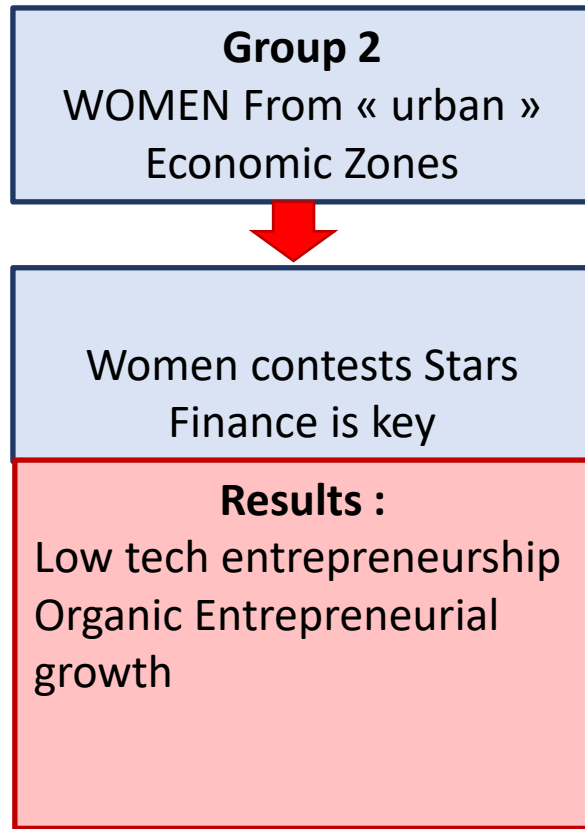 Group 2
WOMEN From « urban »
Economic Zones
Women contests Stars
Finance is key
Results :
Low tech entrepreneurship
Organic Entrepreneurial
growth